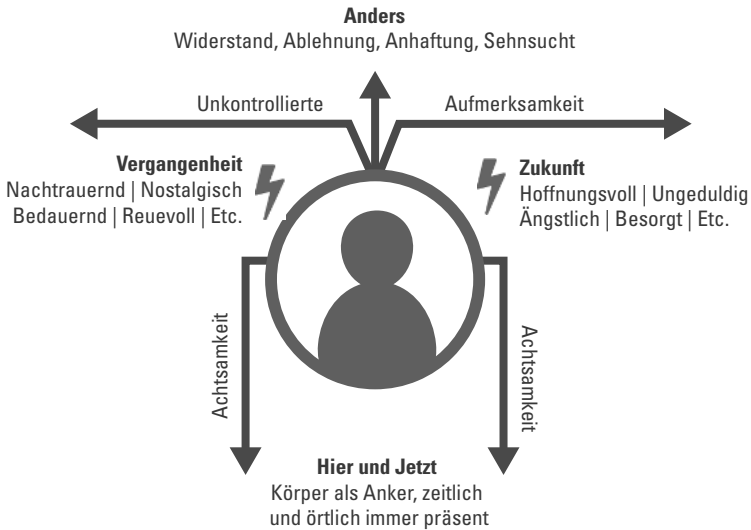 Anders
Widerstand, Ablehnung, Anhaftung, Sehnsucht
Unkontrollierte
Aufmerksamkeit
Vergangenheit
Nachtrauernd | Nostalgisch
Bedauernd | Reuevoll | Etc.
Zukunft
Hoffnungsvoll | Ungeduldig
Ängstlich | Besorgt | Etc.
Achtsamkeit
Achtsamkeit
Hier und Jetzt
Körper als Anker, zeitlich
und örtlich immer präsent